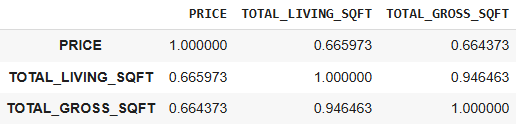 PRICE TOTAL_LIVING_SQFT TOTAL_GROSS_SQFT
PRICE 1.000000 0.665973 0.664373
TOTAL_LIVING_SQFT 0.665973 1.000000 0.946463
TOTAL_GROSS_SQFT 0.664373 0.946463 1.000000